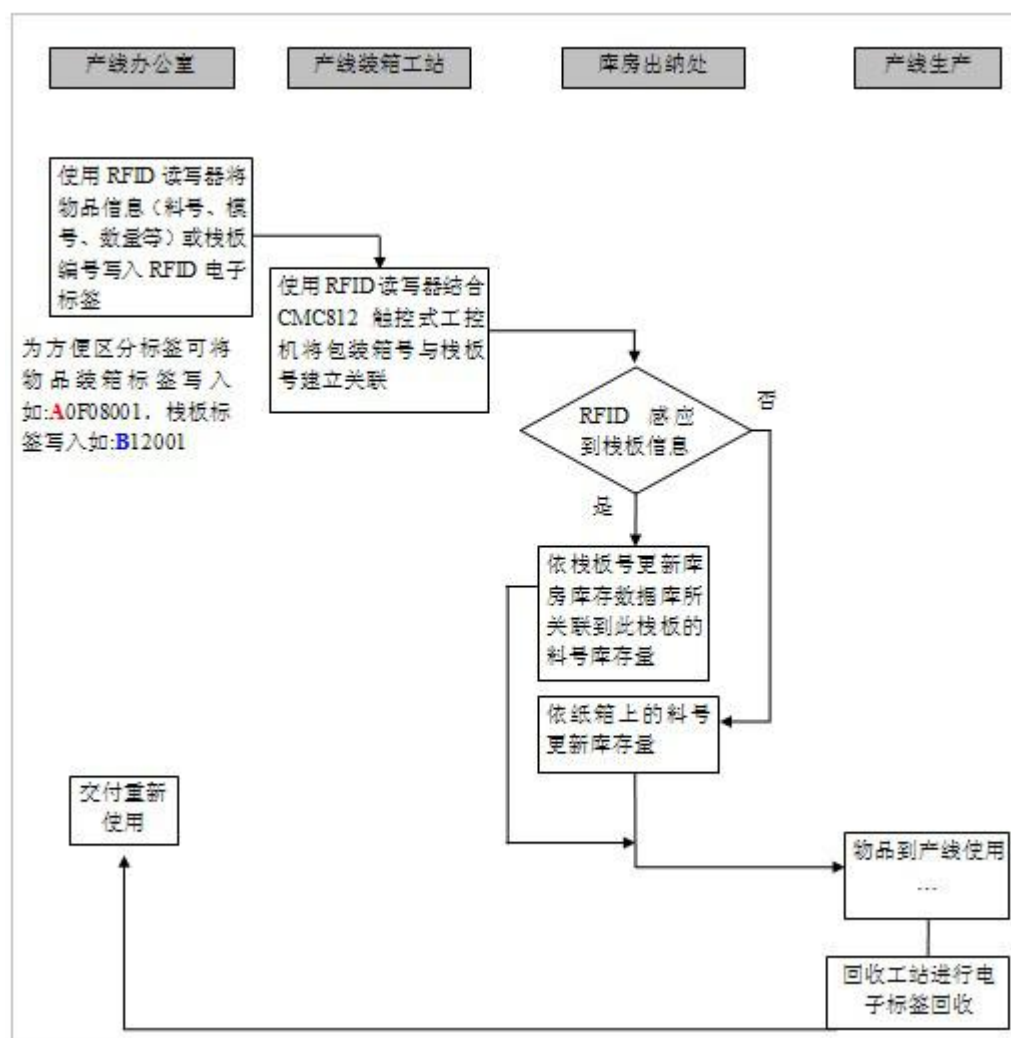 产线办公室
产线装箱工站
库房出纳处
产线生产
使用 RFID 读写器将
物品信息（料号、模
号、数量等）或栈板
编号写入 RFID 电子
标签
为方便区分标签可将
物品装箱标签写入
如:A0F08001．栈板标
签写入如:B12001
使用RFID读写器结合
CMC812 触控式工控
机将包装箱号与栈板
号建立关联
RFID 感应
到栈板信息
否
是
依栈板号更新库
房库存数据库所
关联到此栈板的
料号库存量
依纸箱上的料号
更新库存量
交付重新
使用
物品到产线使用
…
回收工站进行电
子标签回收